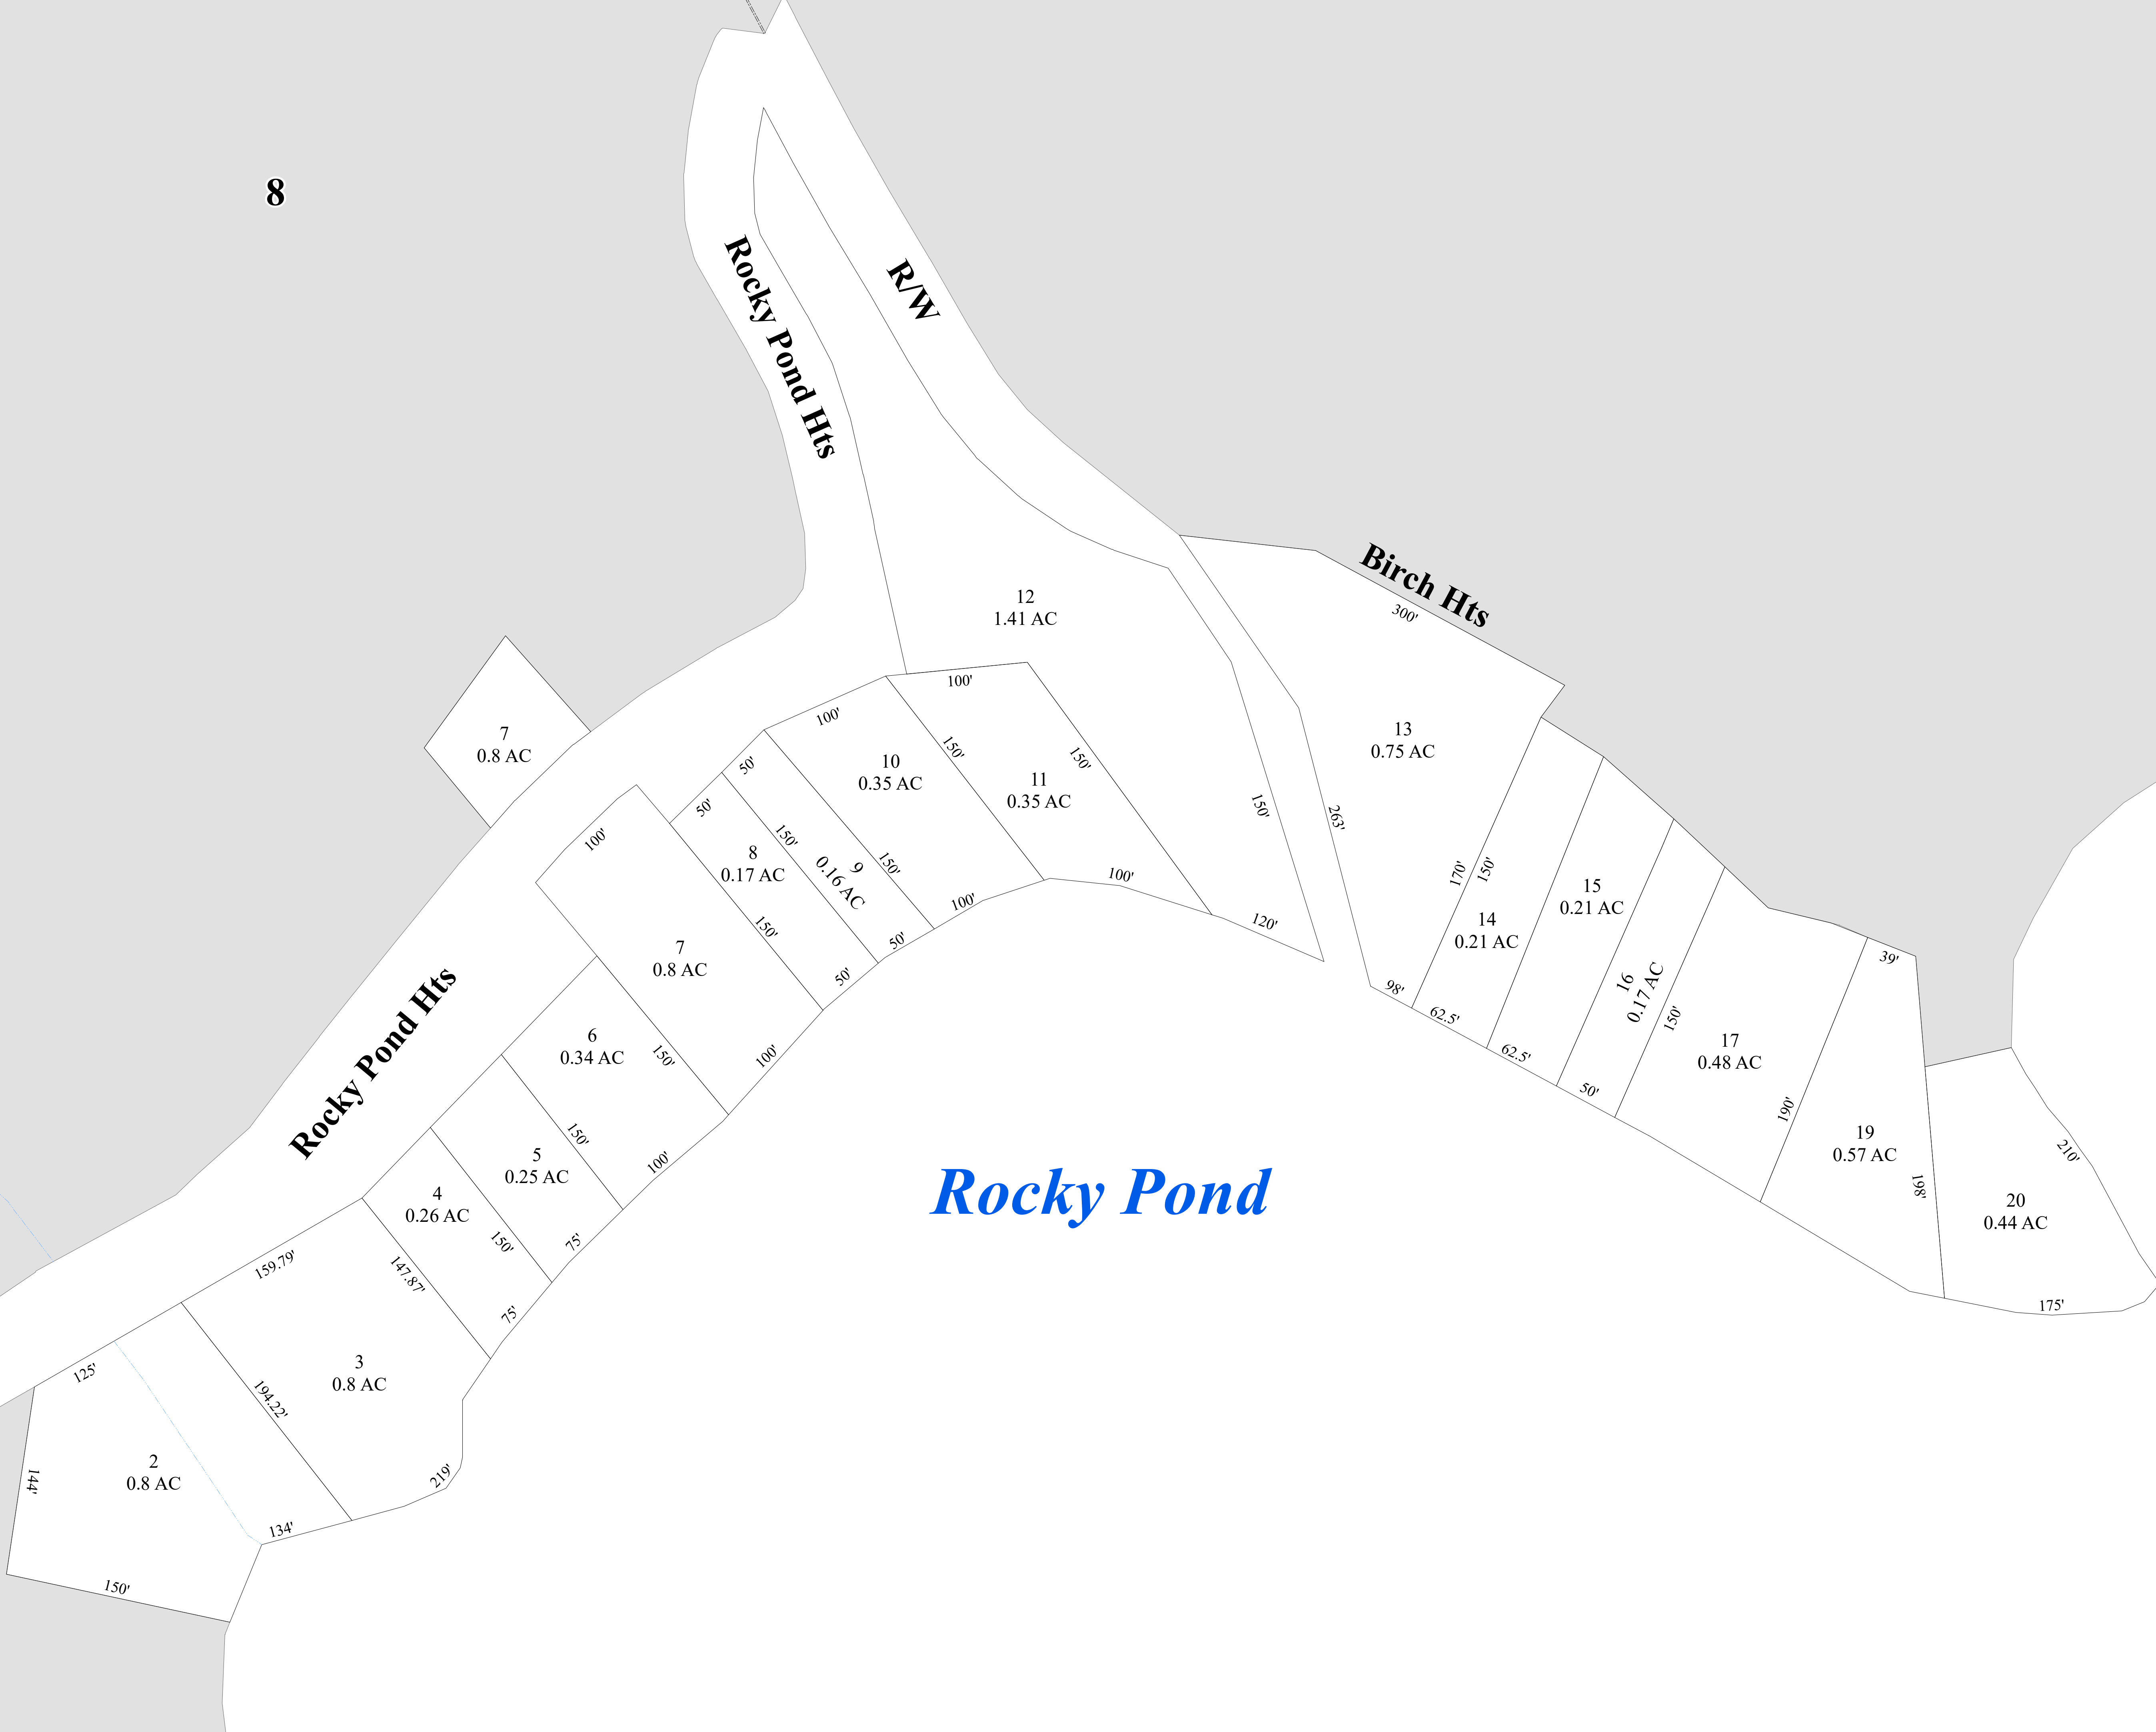 8
Rocky Pond Hts
R/W
Birch Hts
300'
12
1.41 AC
100'
100'
7
0.8 AC
13
0.75 AC
150'
150'
10
0.35 AC
11
0.35 AC
50'
50'
150'
263'
100'
150'
8
0.17 AC
9
0.16 AC
150'
100'
100'
120'
170'
150'
14
0.21 AC
15
0.21 AC
16
0.17 AC
150'
7
0.8 AC
150'
50'
50'
39'
98'
62.5'
62.5'
50'
17
0.48 AC
190'
19
0.57 AC
198'
20
0.44 AC
210'
175'
Rocky Pond Hts
6
0.34 AC
150'
100'
100'
5
0.25 AC
150'
75'
4
0.26 AC
150'
75'
Rocky Pond
159.79'
147.87'
3
0.8 AC
194.22'
219'
125'
2
0.8 AC
144'
134'
150'